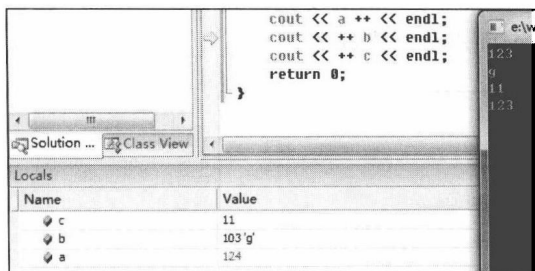 cout << a ++ << endl;
cout << ++ b << endl;
cout << ++ c << endl;
return 0;
}
e:\w
123
g
11
123
Solution ...
Class View
Locals
Name Value
c 11
b 103 'g'
a 124